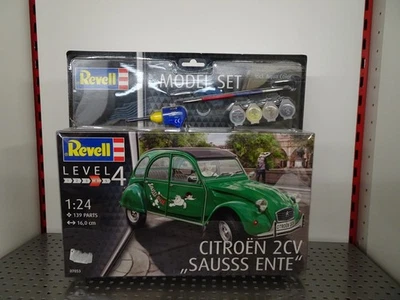 Revell
MODEL SET
Revell
LEVEL 4
1:24
139 PARTS
16,0 cm
CITROËN 2CV
„SAUSSS ENTE"